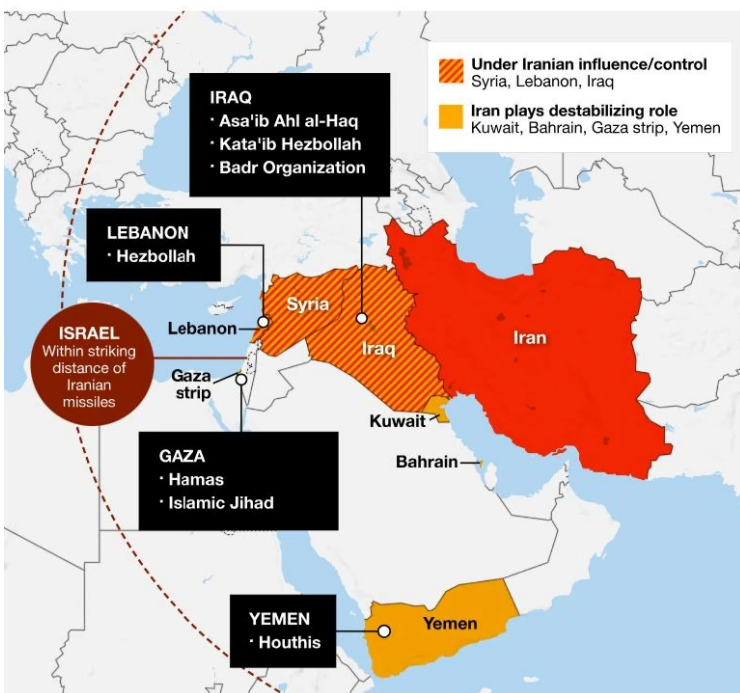 Under Iranian influence/control
Syria, Lebanon, Iraq
Iran plays destabilizing role
Kuwait, Bahrain, Gaza strip, Yemen
IRAQ
· Asa'ib Ahl al-Haq
· Kata'ib Hezbollah
· Badr Organization
LEBANON
· Hezbollah
Syria
Lebanon
Iraq
Iran
ISRAEL
Within striking
distance of
Iranian
missiles
Gaza
strip
Kuwait
Bahrain
GAZA
· Hamas
· Islamic Jihad
YEMEN
· Houthis
Yemen